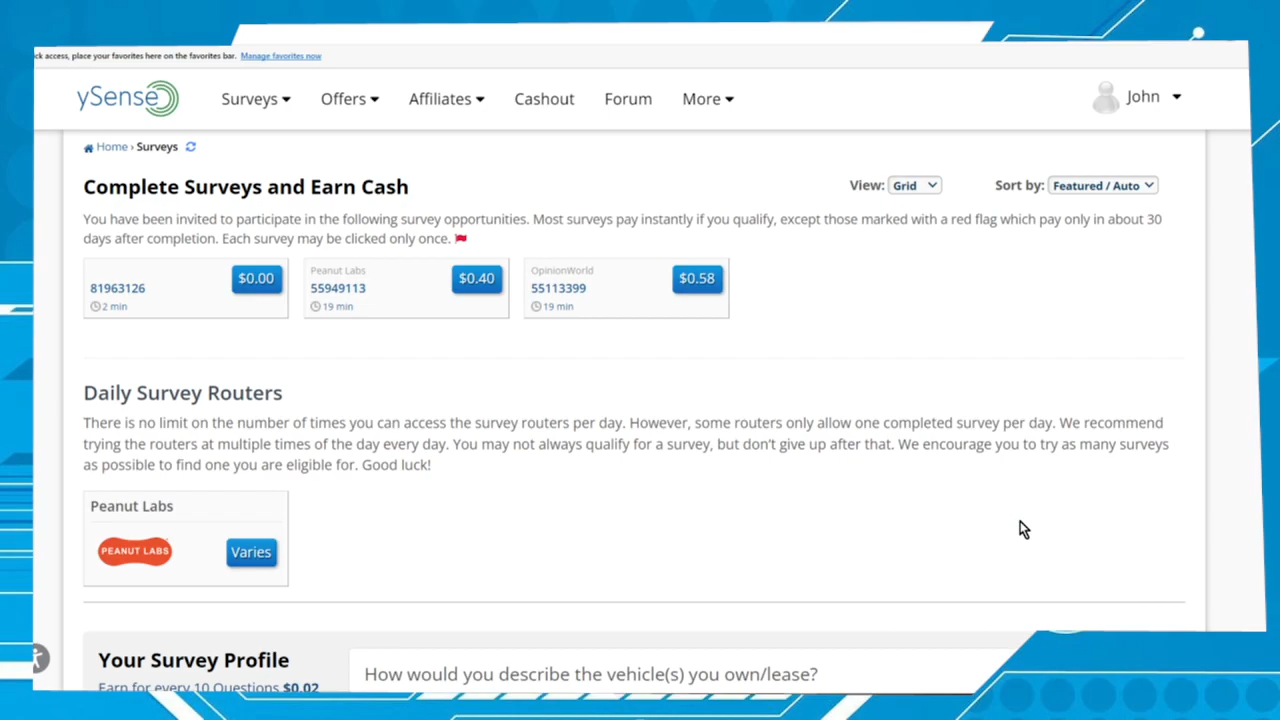 ck access, place your favorites here on the favorites bar. Manage favorites now
ySense
Surveys Offers Affiliates Cashout Forum More
John
Home › Surveys
Complete Surveys and Earn Cash
View: Grid
Sort by: Featured / Auto
You have been invited to participate in the following survey opportunities. Most surveys pay instantly if you qualify, except those marked with a red flag which pay only in about 30
days after completion. Each survey may be clicked only once.
81963126
2 min
$0.00
Peanut Labs
55949113
19 min
$0.40
OpinionWorld
55113399
19 min
$0.58
Daily Survey Routers
There is no limit on the number of times you can access the survey routers per day. However, some routers only allow one completed survey per day. We recommend
trying the routers at multiple times of the day every day. You may not always qualify for a survey, but don't give up after that. We encourage you to try as many surveys
as possible to find one you are eligible for. Good luck!
Peanut Labs
PEANUT LABS
Varies
Your Survey Profile
Earn for every 10 Questions $0.02
How would you describe the vehicle(s) you own/lease?